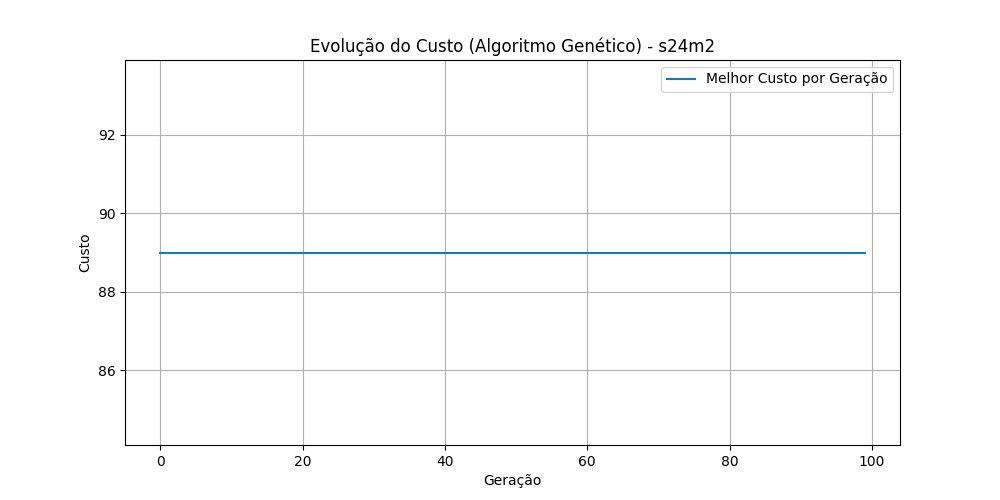 Evolução do Custo (Algoritmo Genético) - s24m2
Melhor Custo por Geração
92
90
88
86
Custo
0 20 40 60 80 100
Geração